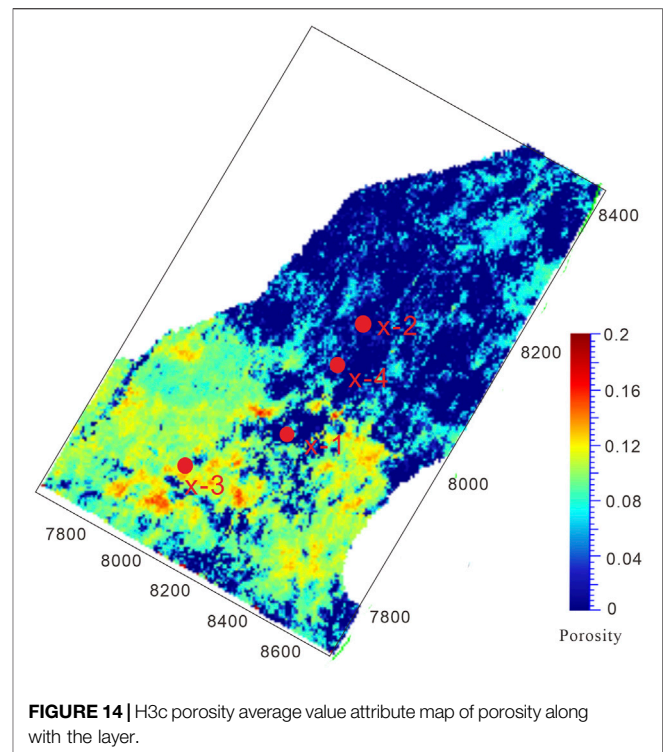 8400
x-2
8200
0.2
x-4
0.16
x-1
0.12
x-3
8000
0.08
7800
8000
0.04
8200
7800
0
8400
Porosity
8600
FIGURE 14 | H3c porosity average value attribute map of porosity along
with the layer.